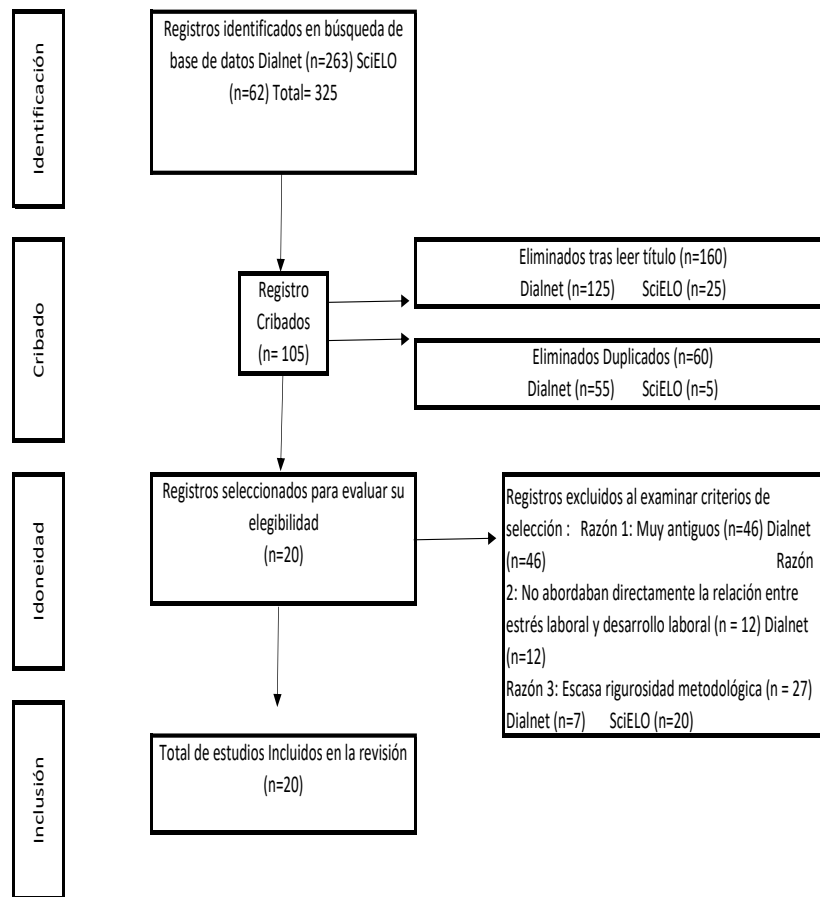 Identificación
Registros identificados en búsqueda de
base de datos Dialnet (n=263) SciELO
(n=62) Total= 325
Cribado
Registro
Cribados
(n= 105)
Eliminados tras leer título (n=160)
Dialnet (n=125) SciELO (n=25)
Eliminados Duplicados (n=60)
Dialnet (n=55) SciELO (n=5)
Idoneidad
Registros seleccionados para evaluar su
elegibilidad
(n=20)
Registros excluidos al examinar criterios de
selección : Razón 1: Muy antiguos (n=46) Dialnet
(n=46) Razón
2: No abordaban directamente la relación entre
estrés laboral y desarrollo laboral (n = 12) Dialnet
(n=12)
Razón 3: Escasa rigurosidad metodológica (n = 27)
Dialnet (n=7) SciELO (n=20)
Inclusión
Total de estudios Incluidos en la revisión
(n=20)